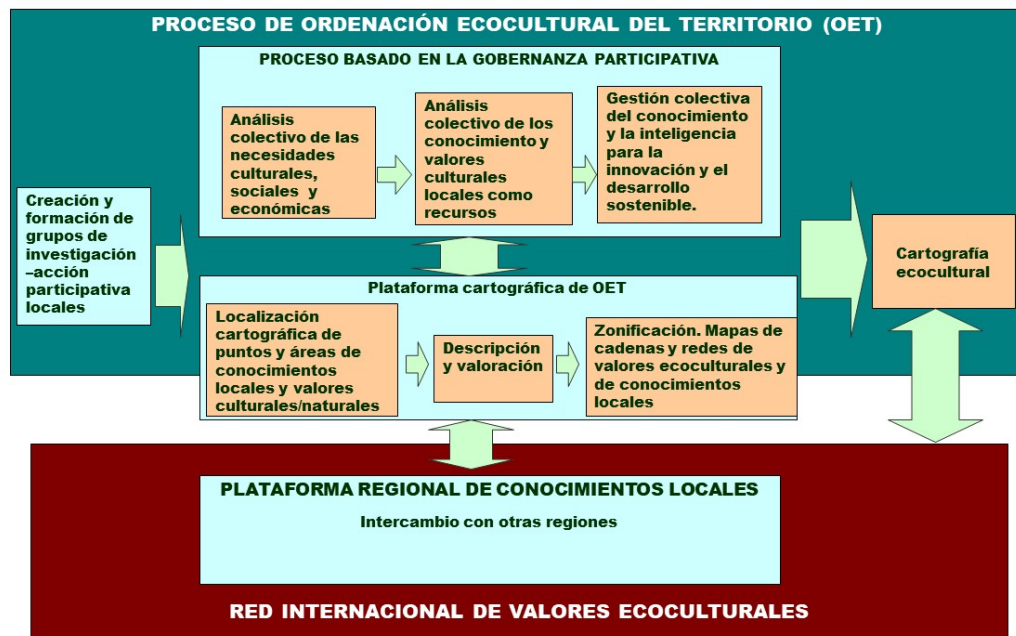 PROCESO DE ORDENACIÓN ECOCULTURAL DEL TERRITORIO (OET)
PROCESO BASADO EN LA GOBERNANZA PARTICIPATIVA
Análisis
colectivo de las
necesidades
culturales,
sociales y
económicas
Análisis
colectivo de los
conocimiento y
valores
culturales
locales como
recursos
Gestión colectiva
del conocimiento
y la inteligencia
para la
innovación y el
desarrollo
sostenible.
Creación y
formación de
grupos de
investigación
–acción
participativa
locales
Cartografía
ecocultural
Plataforma cartográfica de OET
Localización
cartográfica de
puntos y áreas de
conocimientos
locales y valores
culturales/naturales
Descripción
y valoración
Zonificación. Mapas de
cadenas y redes de
valores ecoculturales y
de conocimientos
locales
PLATAFORMA REGIONAL DE CONOCIMIENTOS LOCALES
Intercambio con otras regiones
RED INTERNACIONAL DE VALORES ECOCULTURALES